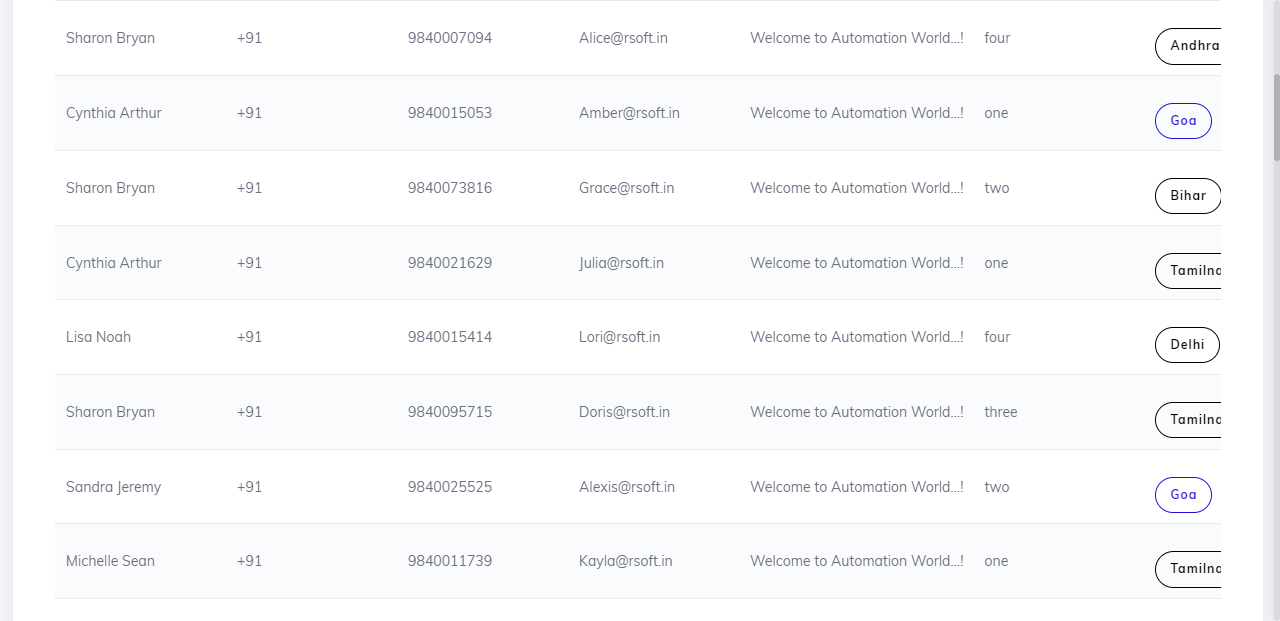 Sharon Bryan +91 9840007094 Alice@rsoft.in Welcome to Automation World...! four Andhra
Cynthia Arthur +91 9840015053 Amber@rsoft.in Welcome to Automation World...! one Goa
Sharon Bryan +91 9840073816 Grace@rsoft.in Welcome to Automation World...! two Bihar
Cynthia Arthur +91 9840021629 Julia@rsoft.in Welcome to Automation World...! one
Lisa Noah +91 9840015414 Lori@rsoft.in Welcome to Automation World...! four Delhi
Sharon Bryan +91 9840095715 Doris@rsoft.in Welcome to Automation World...! three
Sandra Jeremy +91 9840025525 Alexis@rsoft.in Welcome to Automation World...! two Goa
Michelle Sean +91 9840011739 Kayla@rsoft.in Welcome to Automation World...! one